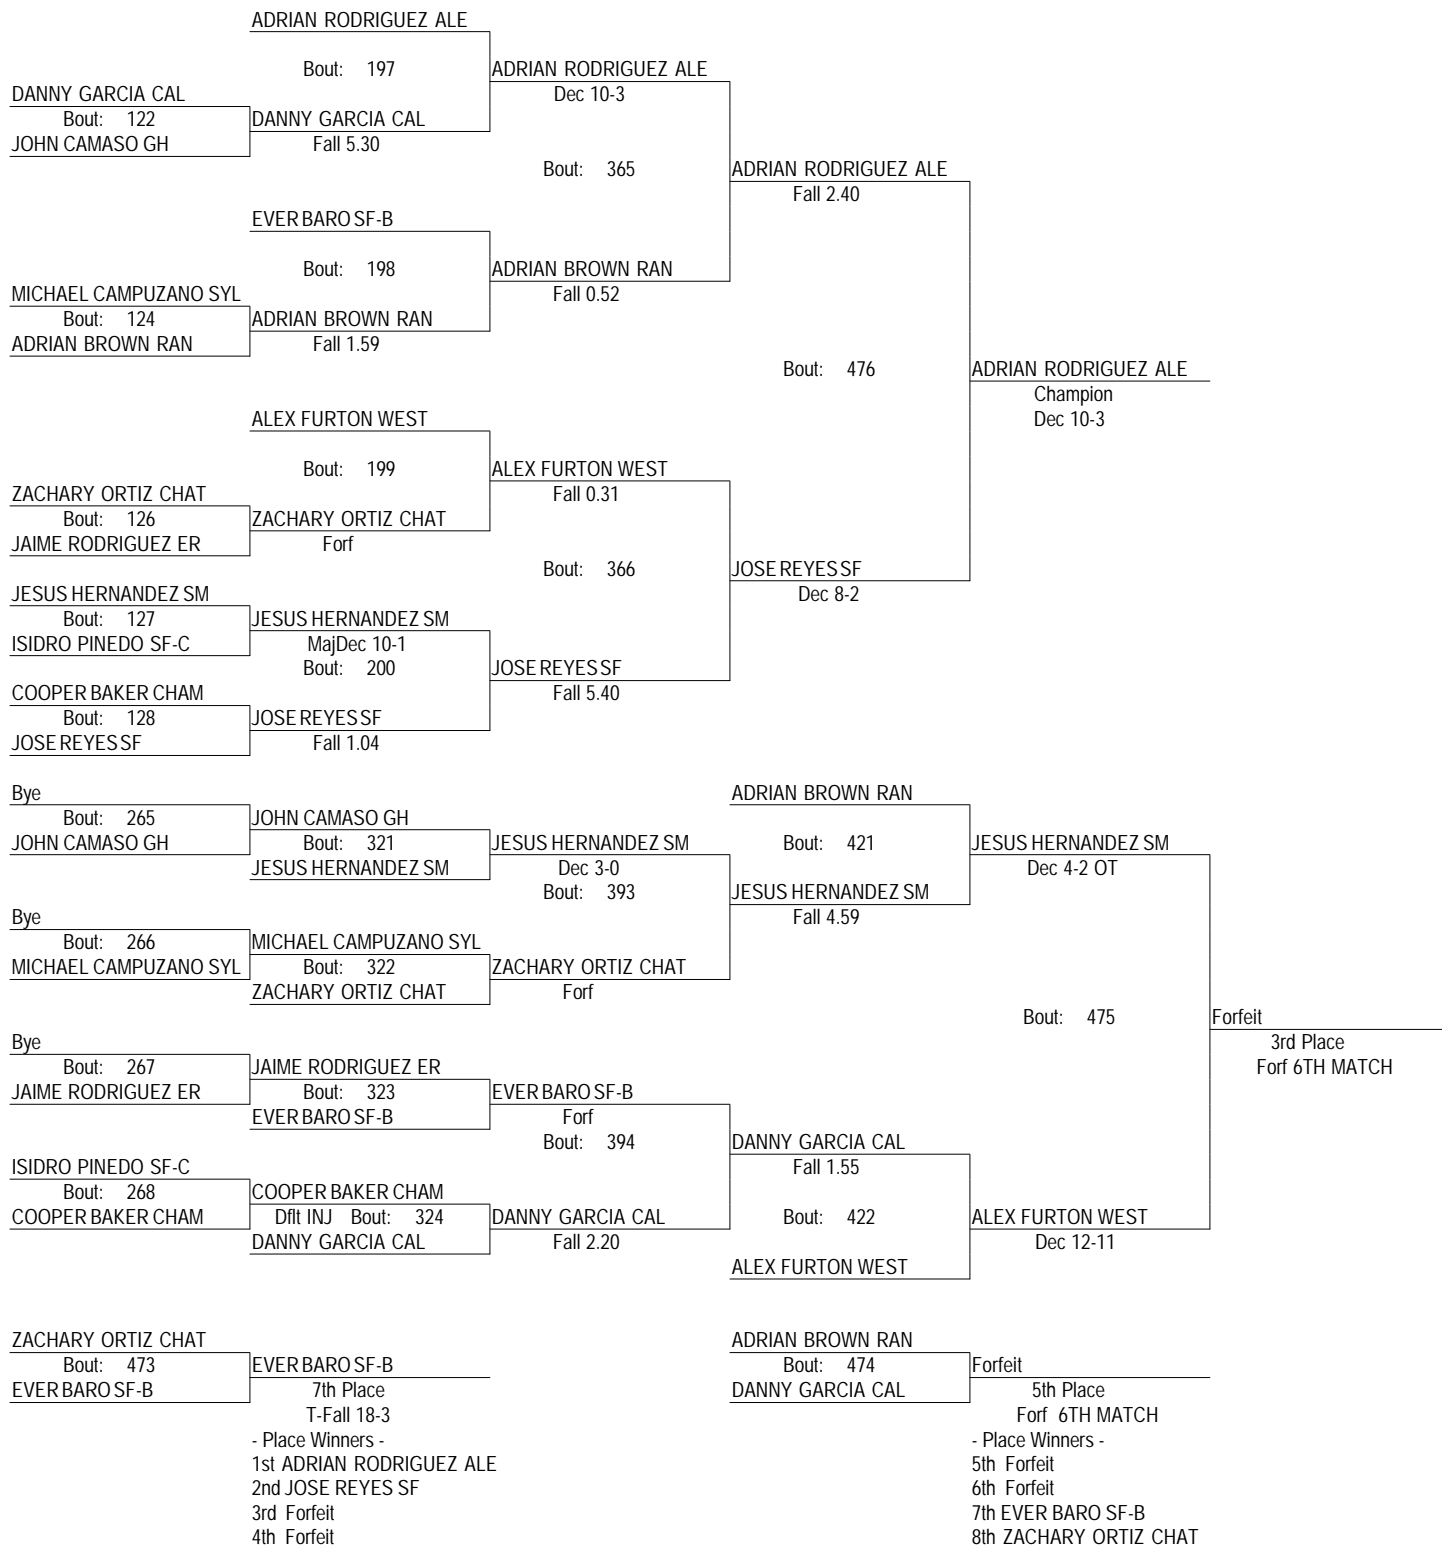 ADRIAN RODRIGUEZ ALE
Bout: 197
ADRIAN RODRIGUEZ ALE
DANNY GARCIA CAL
Dec 10-3
Bout: 122
DANNY GARCIA CAL
JOHN CAMASO GH
Fall 5.30
Bout: 365
ADRIAN RODRIGUEZ ALE
Fall 2.40
EVER BARO SF-B
Bout: 198
ADRIAN BROWN RAN
MICHAEL CAMPUZANO SYL
Fall 0.52
Bout: 124
ADRIAN BROWN RAN
ADRIAN BROWN RAN
Fall 1.59
Bout: 476
ADRIAN RODRIGUEZ ALE
Champion
Dec 10-3
ALEX FURTON WEST
Bout: 199
ALEX FURTON WEST
ZACHARY ORTIZ CHAT
Fall 0.31
Bout: 126
ZACHARY ORTIZ CHAT
JAIME RODRIGUEZ ER
Forf
Bout: 366
JOSE REYES SF
Dec 8-2
JESUS HERNANDEZ SM
Bout: 127
JESUS HERNANDEZ SM
ISIDRO PINEDO SF-C
MajDec 10-1
Bout: 200
JOSE REYES SF
Fall 5.40
COOPER BAKER CHAM
Bout: 128
JOSE REYES SF
JOSE REYES SF
Fall 1.04
Bye
ADRIAN BROWN RAN
Bout: 265
JOHN CAMASO GH
JOHN CAMASO GH
Bout: 321
JESUS HERNANDEZ SM
Bout: 421
JESUS HERNANDEZ SM
JESUS HERNANDEZ SM
Dec 3-0
Dec 4-2 OT
Bout: 393
JESUS HERNANDEZ SM
Fall 4.59
Bye
Bout: 266
MICHAEL CAMPUZANO SYL
MICHAEL CAMPUZANO SYL
Bout: 322
ZACHARY ORTIZ CHAT
ZACHARY ORTIZ CHAT
Forf
Bout: 475
Forfeit
3rd Place
Forf 6TH MATCH
Bye
Bout: 267
JAIME RODRIGUEZ ER
JAIME RODRIGUEZ ER
Bout: 323
EVER BARO SF-B
EVER BARO SF-B
Forf
Bout: 394
DANNY GARCIA CAL
Fall 1.55
ISIDRO PINEDO SF-C
Bout: 268
COOPER BAKER CHAM
COOPER BAKER CHAM
Dflt INJ Bout: 324
DANNY GARCIA CAL
Bout: 422
ALEX FURTON WEST
DANNY GARCIA CAL
Fall 2.20
Dec 12-11
ALEX FURTON WEST
ZACHARY ORTIZ CHAT
Bout: 473
EVER BARO SF-B
EVER BARO SF-B
7th Place
T-Fall 18-3
ADRIAN BROWN RAN
Bout: 474
Forfeit
DANNY GARCIA CAL
5th Place
Forf 6TH MATCH
- Place Winners -
1st ADRIAN RODRIGUEZ ALE
2nd JOSE REYES SF
3rd Forfeit
4th Forfeit
- Place Winners -
5th Forfeit
6th Forfeit
7th EVER BARO SF-B
8th ZACHARY ORTIZ CHAT